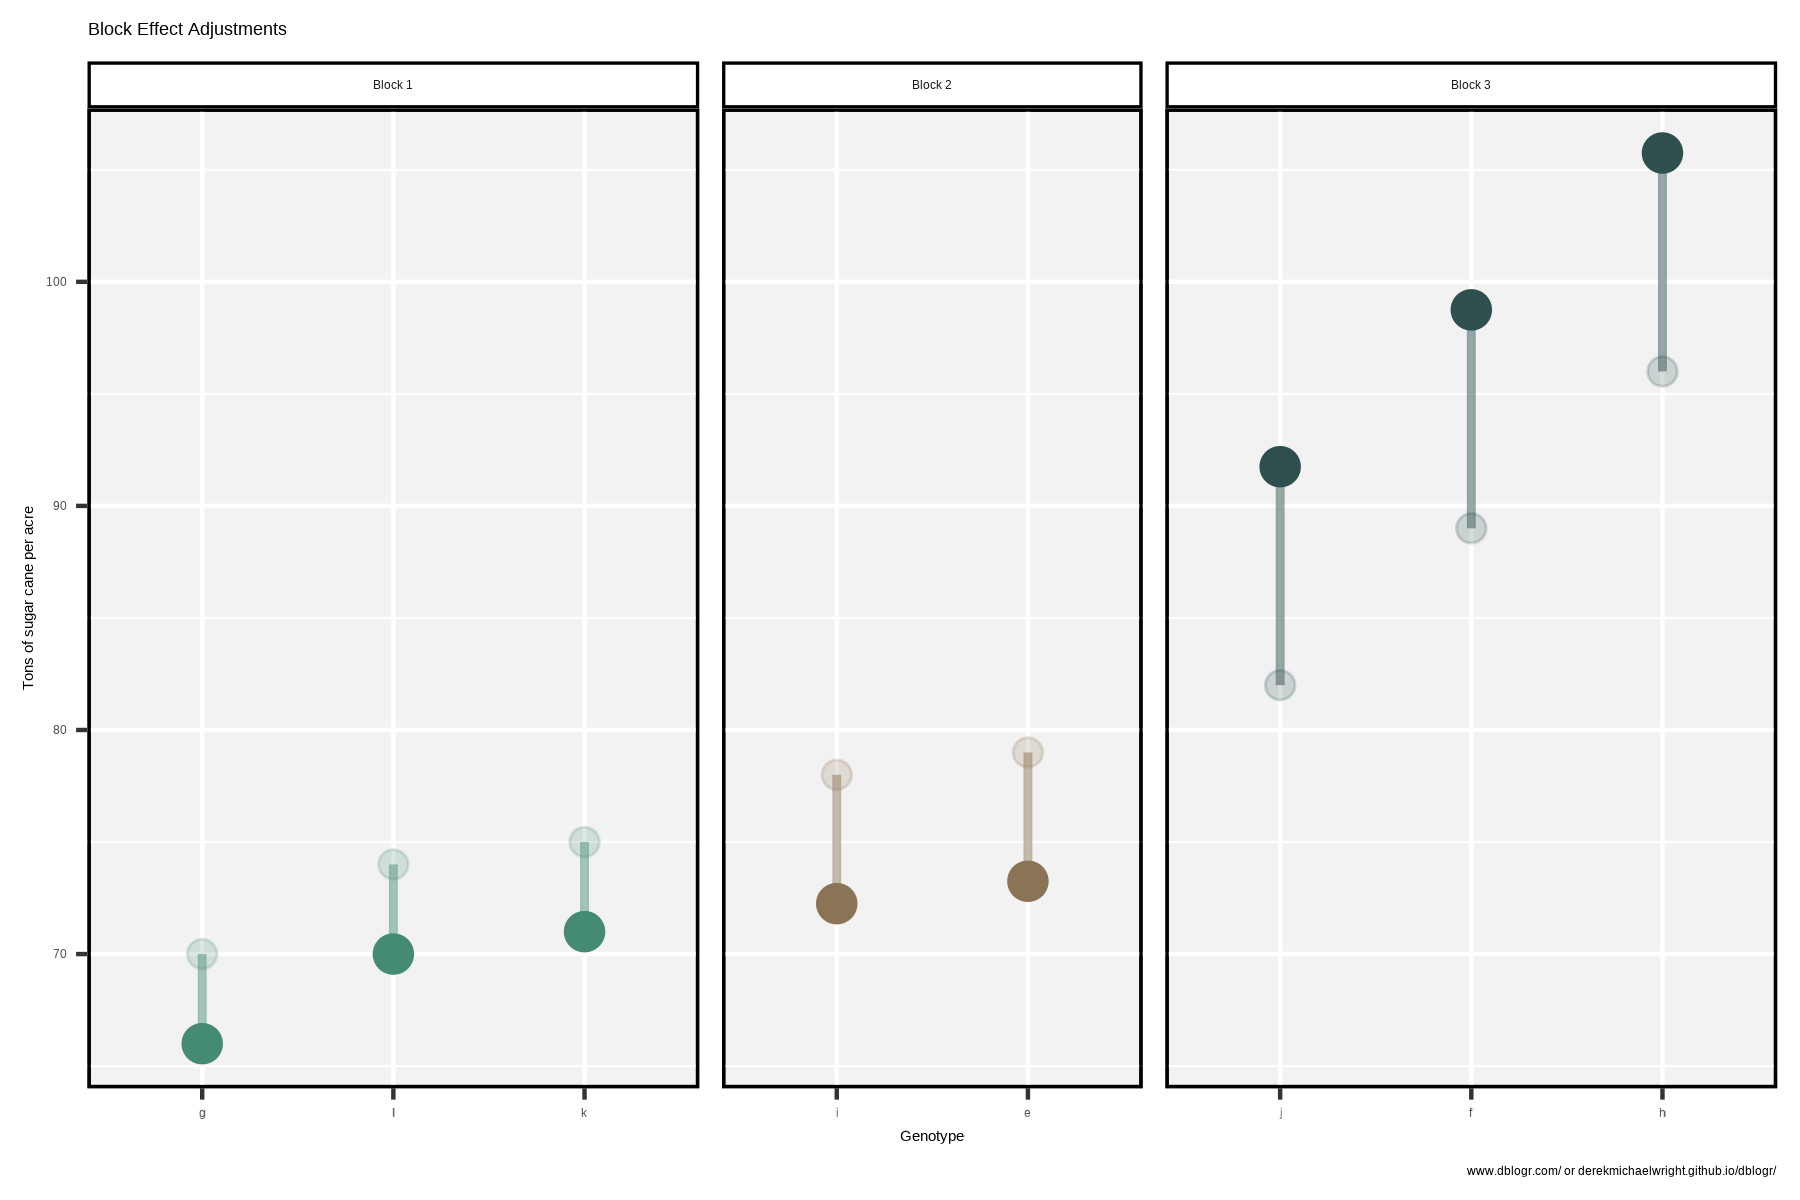 Block Effect Adjustments
Block 1
Block 2
Block 3
100
90
80
70
Tons of sugar cane per acre
g
l
k
i
e
j
f
h
Genotype
www.dblogr.com/ or derekmichaelwright.github.io/dblogr/